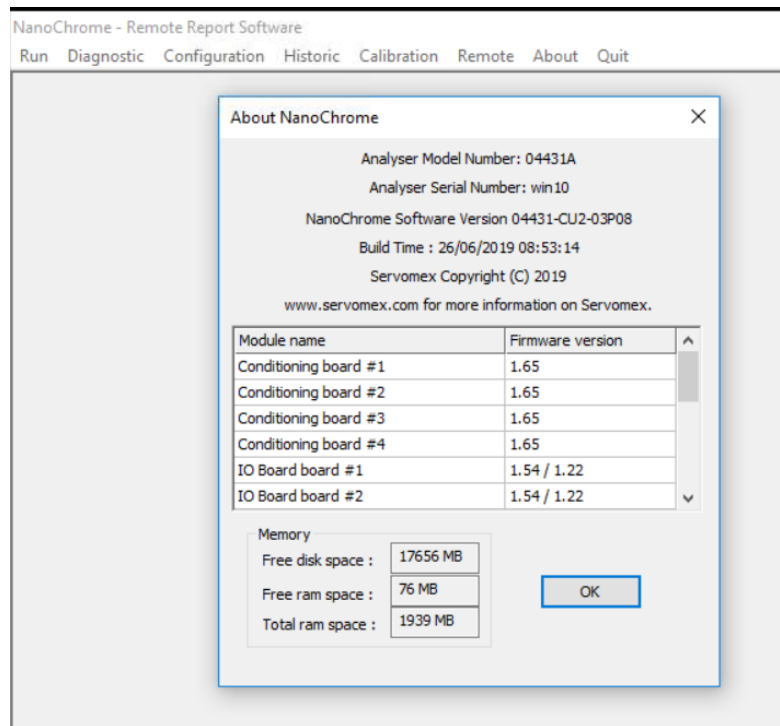 NanoChrome - Remote Report Software
Run Diagnostic Configuration Historic Calibration Remote About Quit
About NanoChrome
Analyser Model Number: 04431A
Analyser Serial Number: win10
NanoChrome Software Version 04431-CU2-03P08
Build Time : 26/06/2019 08:53:14
Servomex Copyright (C) 2019
www.servomex.com for more information on Servomex.
Module name Firmware version
Conditioning board #1 1.65
Conditioning board #2 1.65
Conditioning board #3 1.65
Conditioning board #4 1.65
IO Board board #1 1.54 / 1.22
IO Board board #2 1.54 / 1.22
Memory
Free disk space : 17656 MB
Free ram space : 76 MB
Total ram space : 1939 MB
OK